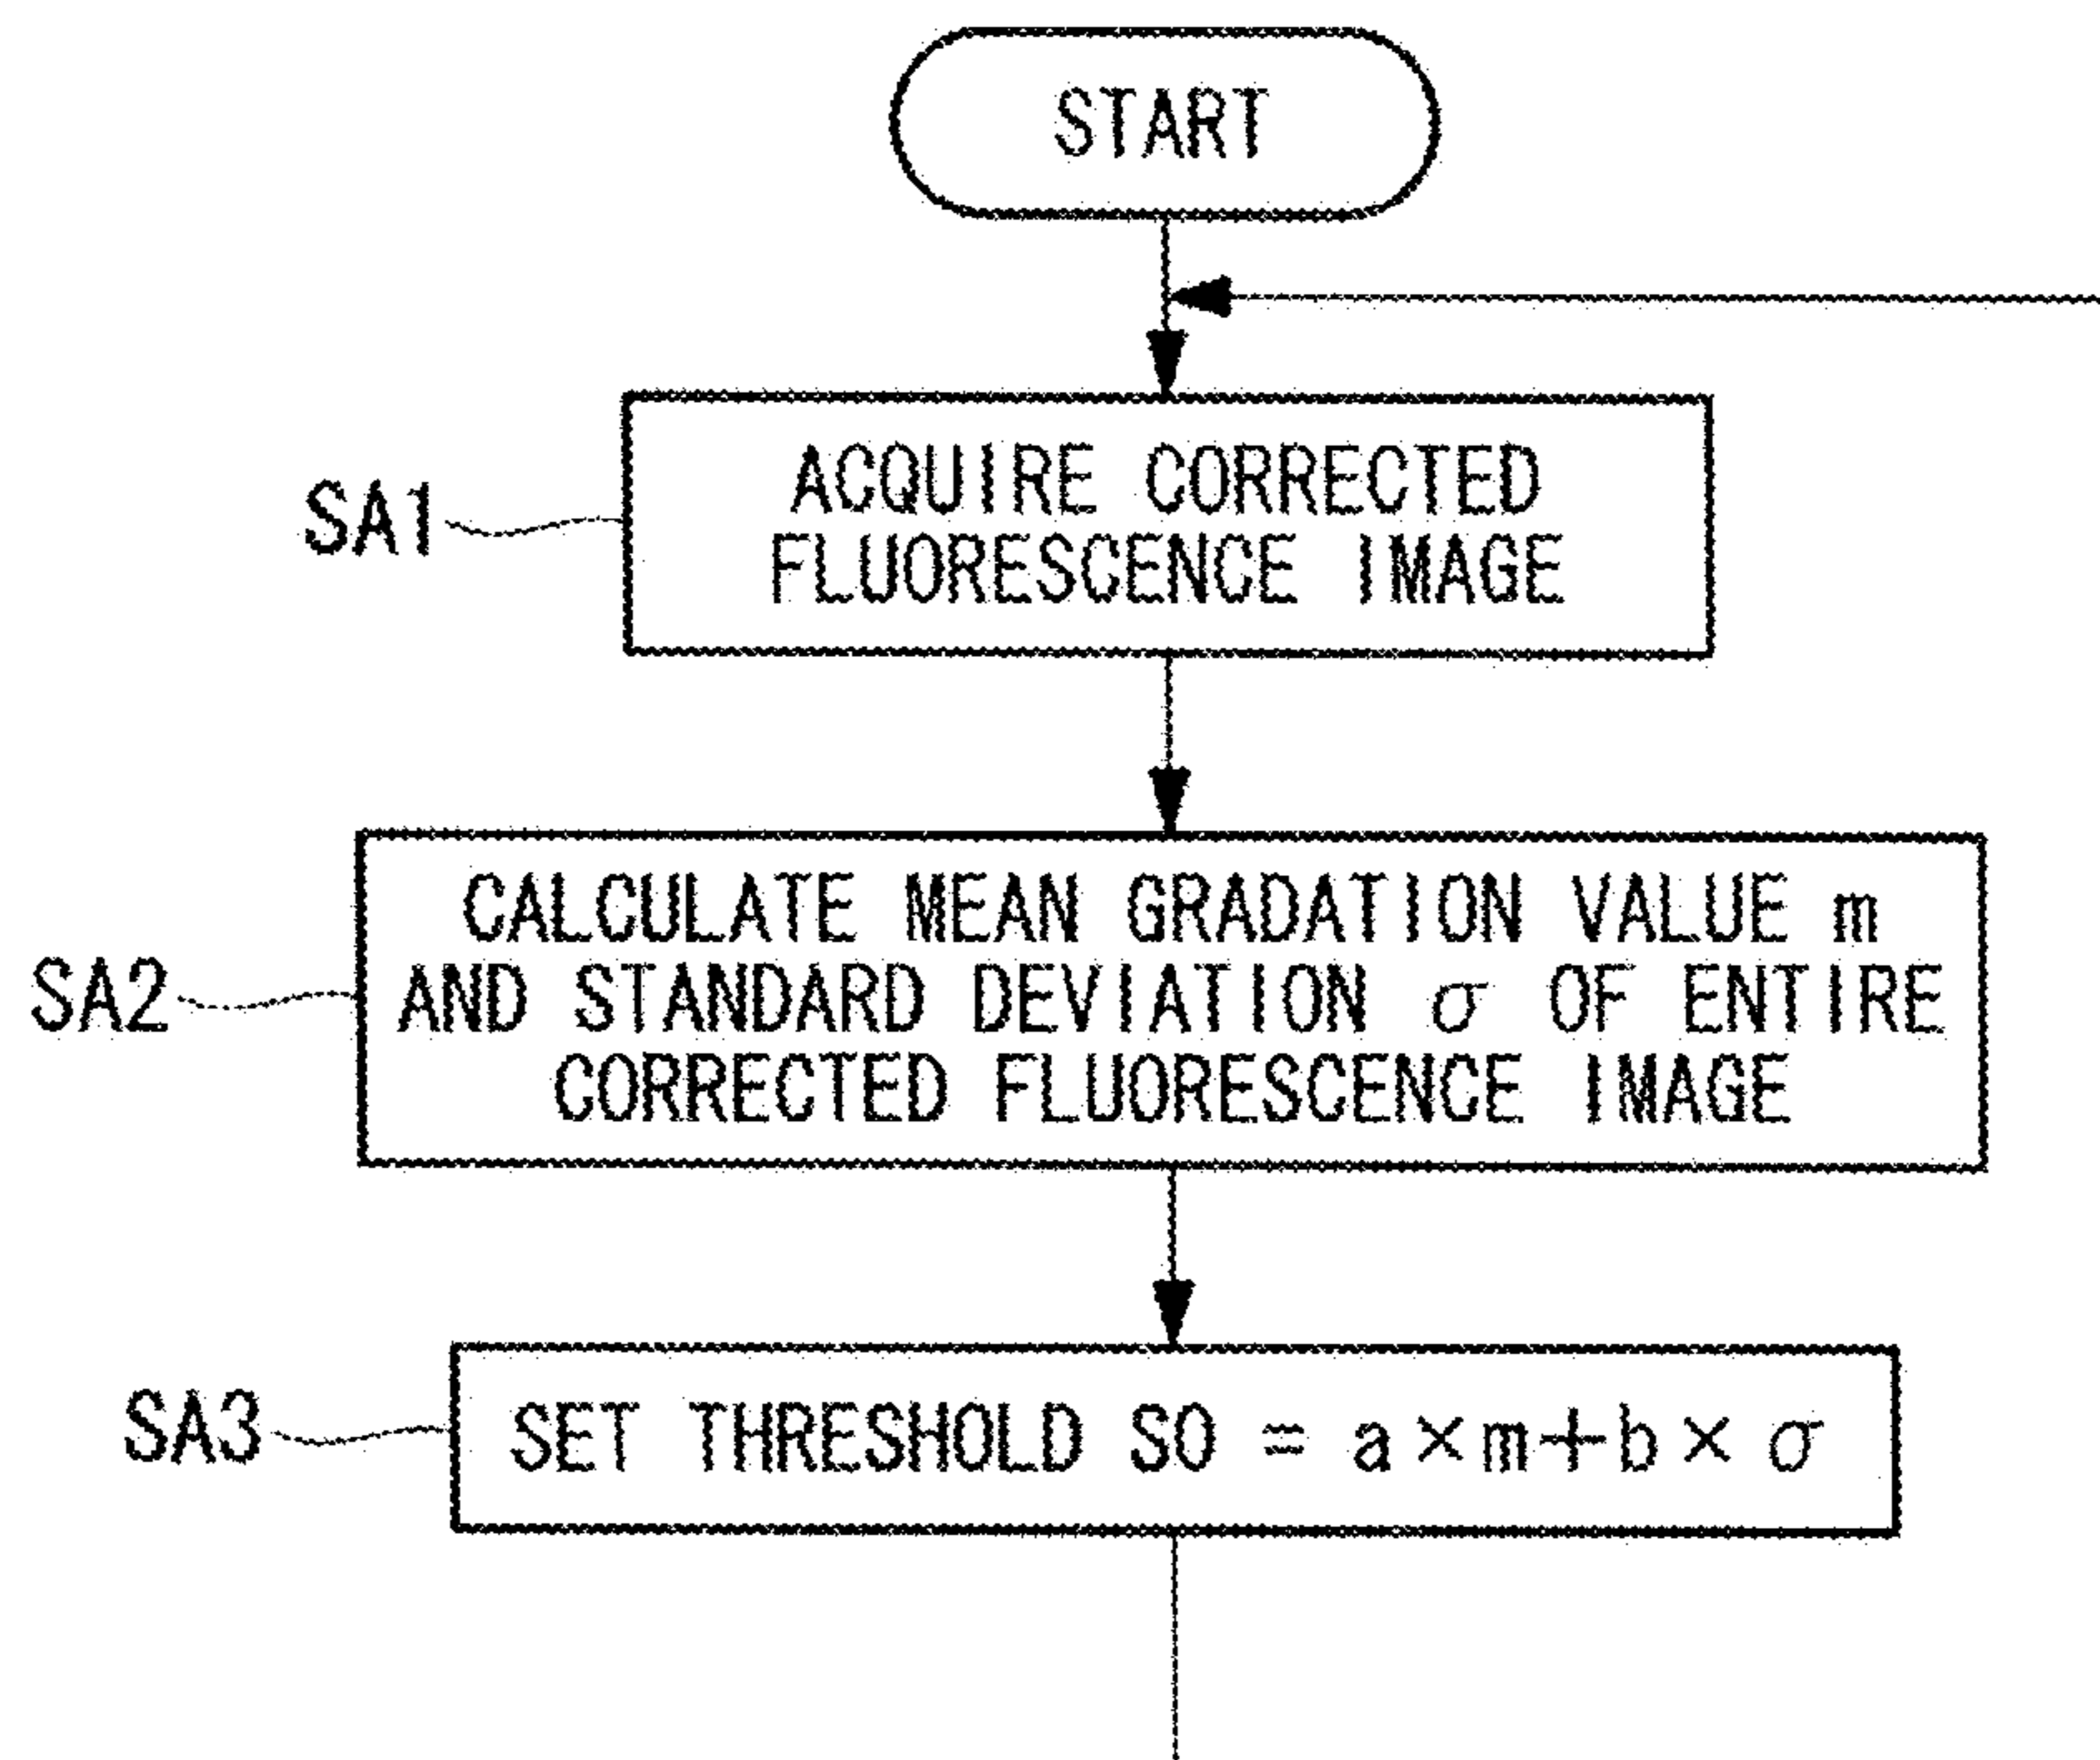 START
SA1
ACQUIRE CORRECTED
FLUORESCENCE IMAGE
SA2
CALCULATE MEAN GRADATION VALUE m
AND STANDARD DEVIATION σ OF ENTIRE
CORRECTED FLUORESCENCE IMAGE
SA3
SET THRESHOLD SO = a×m+b×σ